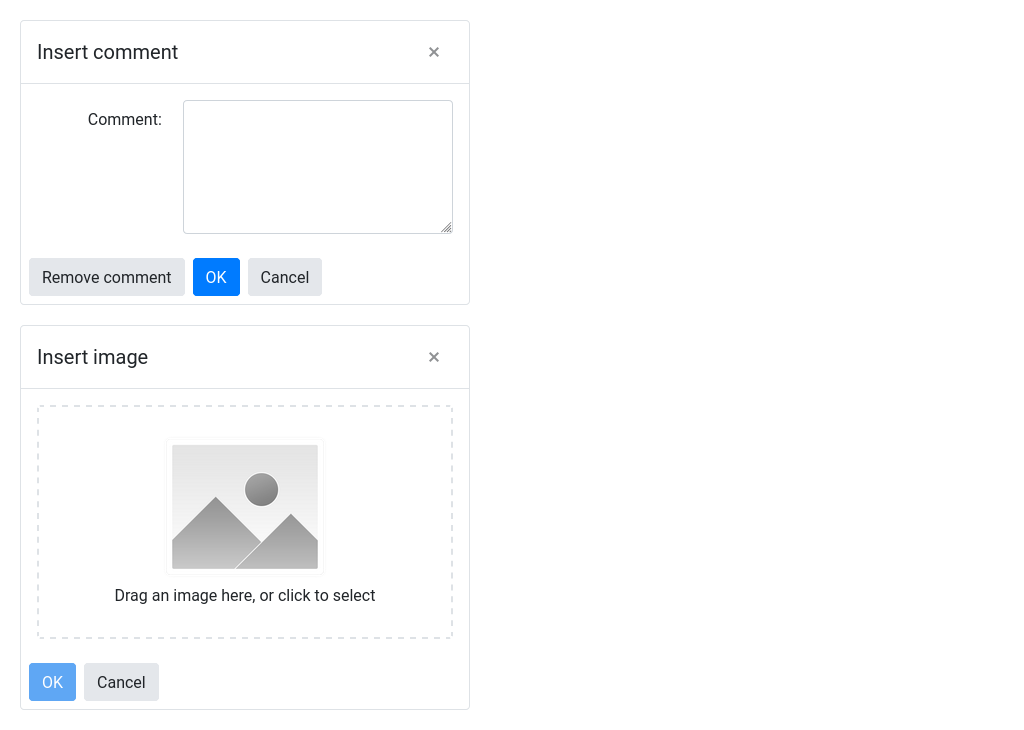 Insert comment
Comment:
Remove comment OK Cancel
Insert image
Drag an image here, or click to select
OK Cancel